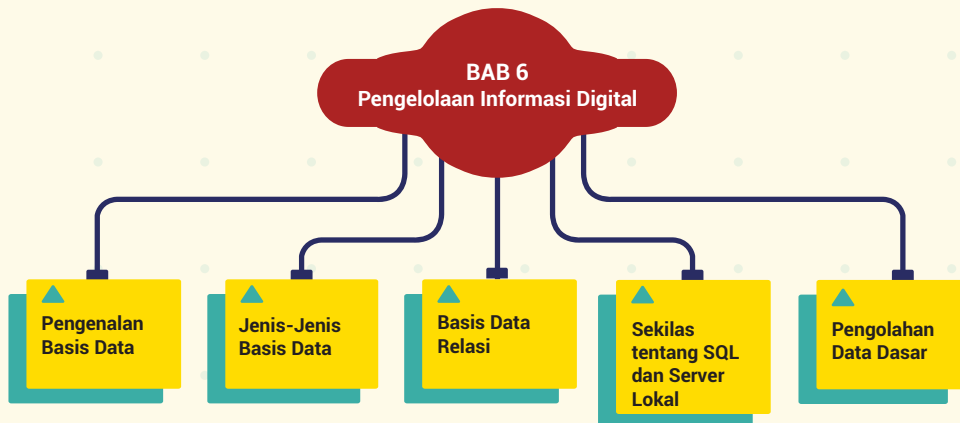 BAB 6
Pengelolaan Informasi Digital
Pengenalan
Basis Data
Jenis-Jenis
Basis Data
Basis Data
Relasi
Sekilas
tentang SQL
dan Server
Lokal
Pengolahan
Data Dasar